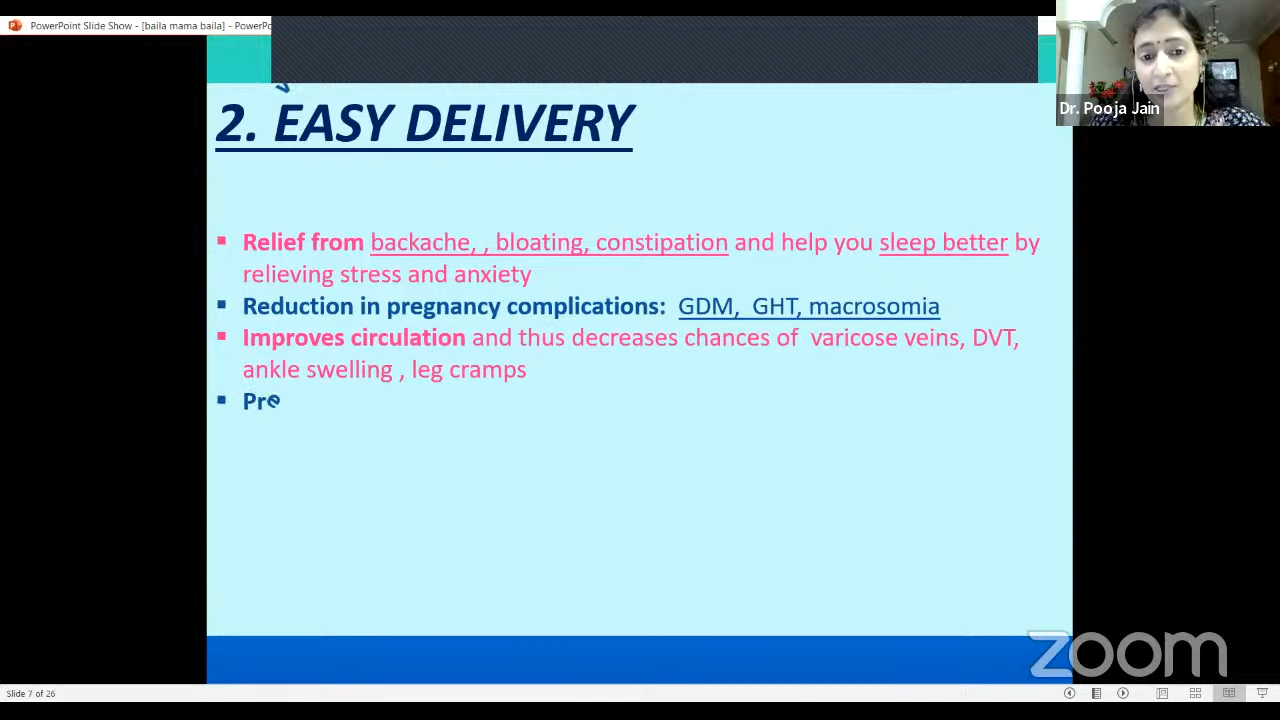 PowerPoint Slide Show - [baila mama baila] - PowerPo
Dr. Pooja Jain
2. EASY DELIVERY
▪ Relief from backache, , bloating, constipation and help you sleep better by
relieving stress and anxiety
▪ Reduction in pregnancy complications: GDM, GHT, macrosomia
▪ Improves circulation and thus decreases chances of varicose veins, DVT,
ankle swelling , leg cramps
▪ Pre
zoom
Slide 7 of 26